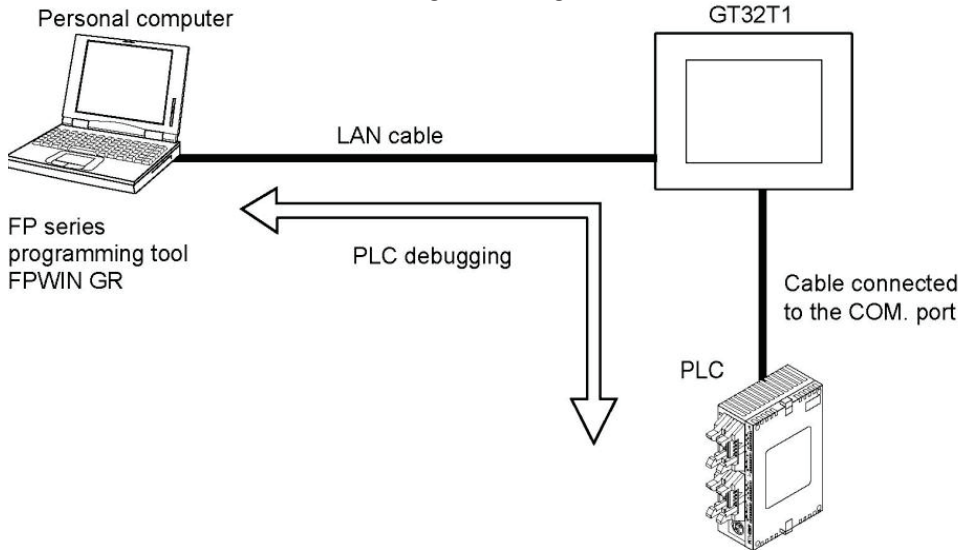 Personal computer
GT32T1
LAN cable
FP series
programming tool
FPWIN GR
PLC debugging
Cable connected
to the COM. port
PLC